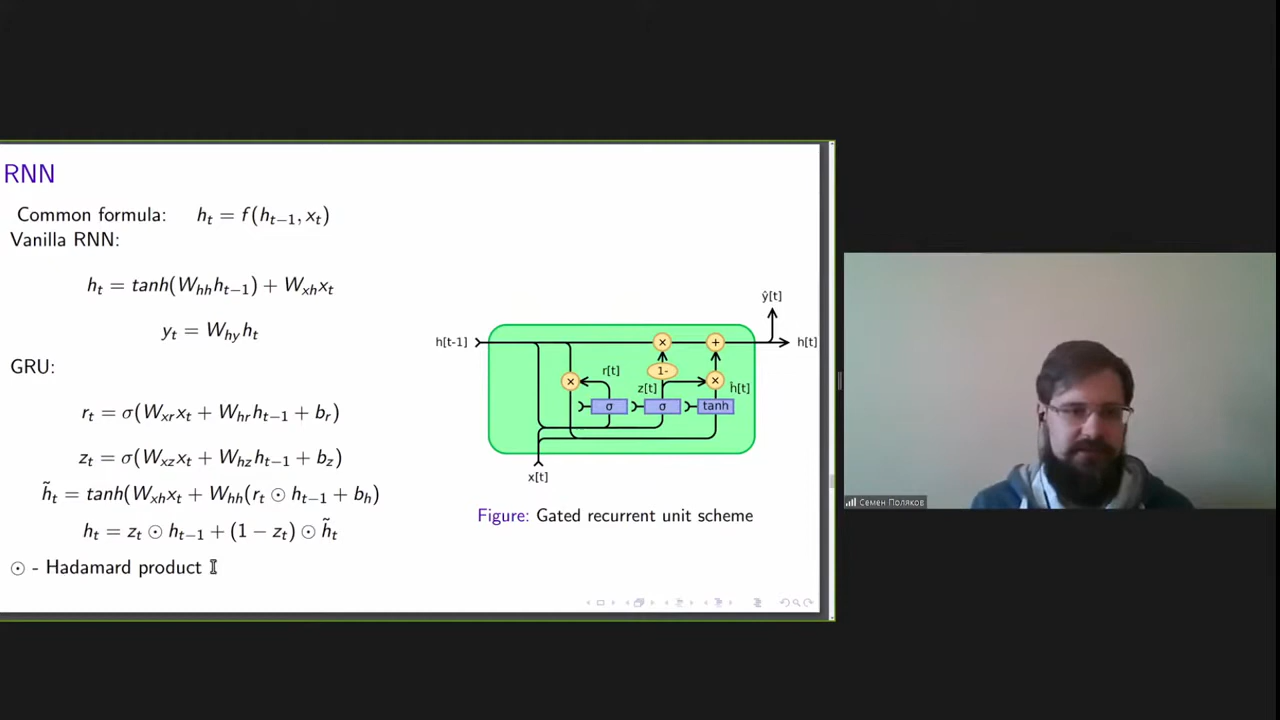 RNN
Common formula: h_t = f(h_{t−1}, x_t)
Vanilla RNN:
h_t = tanh(W_{hh}h_{t−1}) + W_{xh}x_t
y_t = W_{hy}h_t
GRU:
r_t = σ(W_{xr}x_t + W_{hr}h_{t−1} + b_r)
z_t = σ(W_{xz}x_t + W_{hz}h_{t−1} + b_z)
h̃_t = tanh(W_{xh}x_t + W_{hh}(r_t ⊙ h_{t−1} + b_h)
h_t = z_t ⊙ h_{t−1} + (1 − z_t) ⊙ h̃_t
⊙ - Hadamard product
ŷ[t]
h[t-1]
×
+
h[t]
r[t]
1-
×
z[t]
×
ĥ[t]
σ
σ
tanh
x[t]
Figure: Gated recurrent unit scheme
Семен Поляков